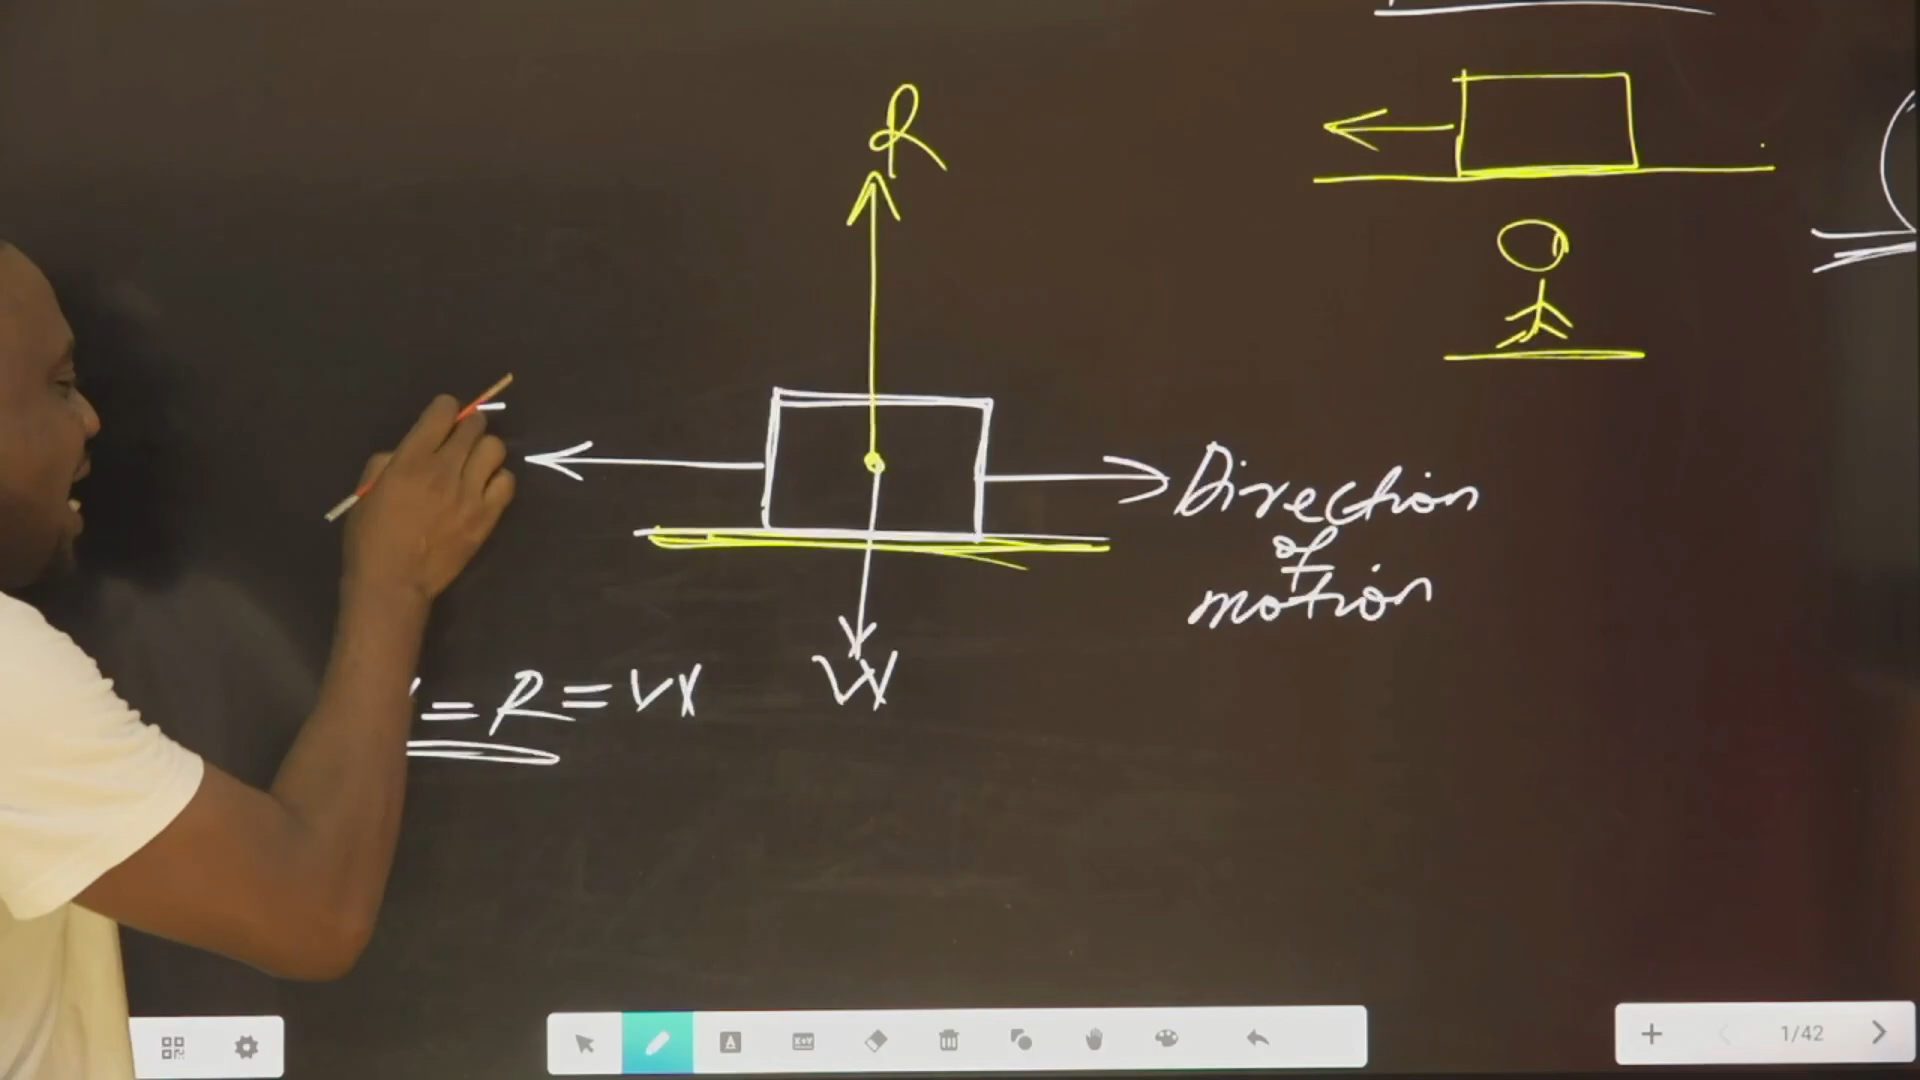 R
Direction
of
motion
= R = W
W
1/42